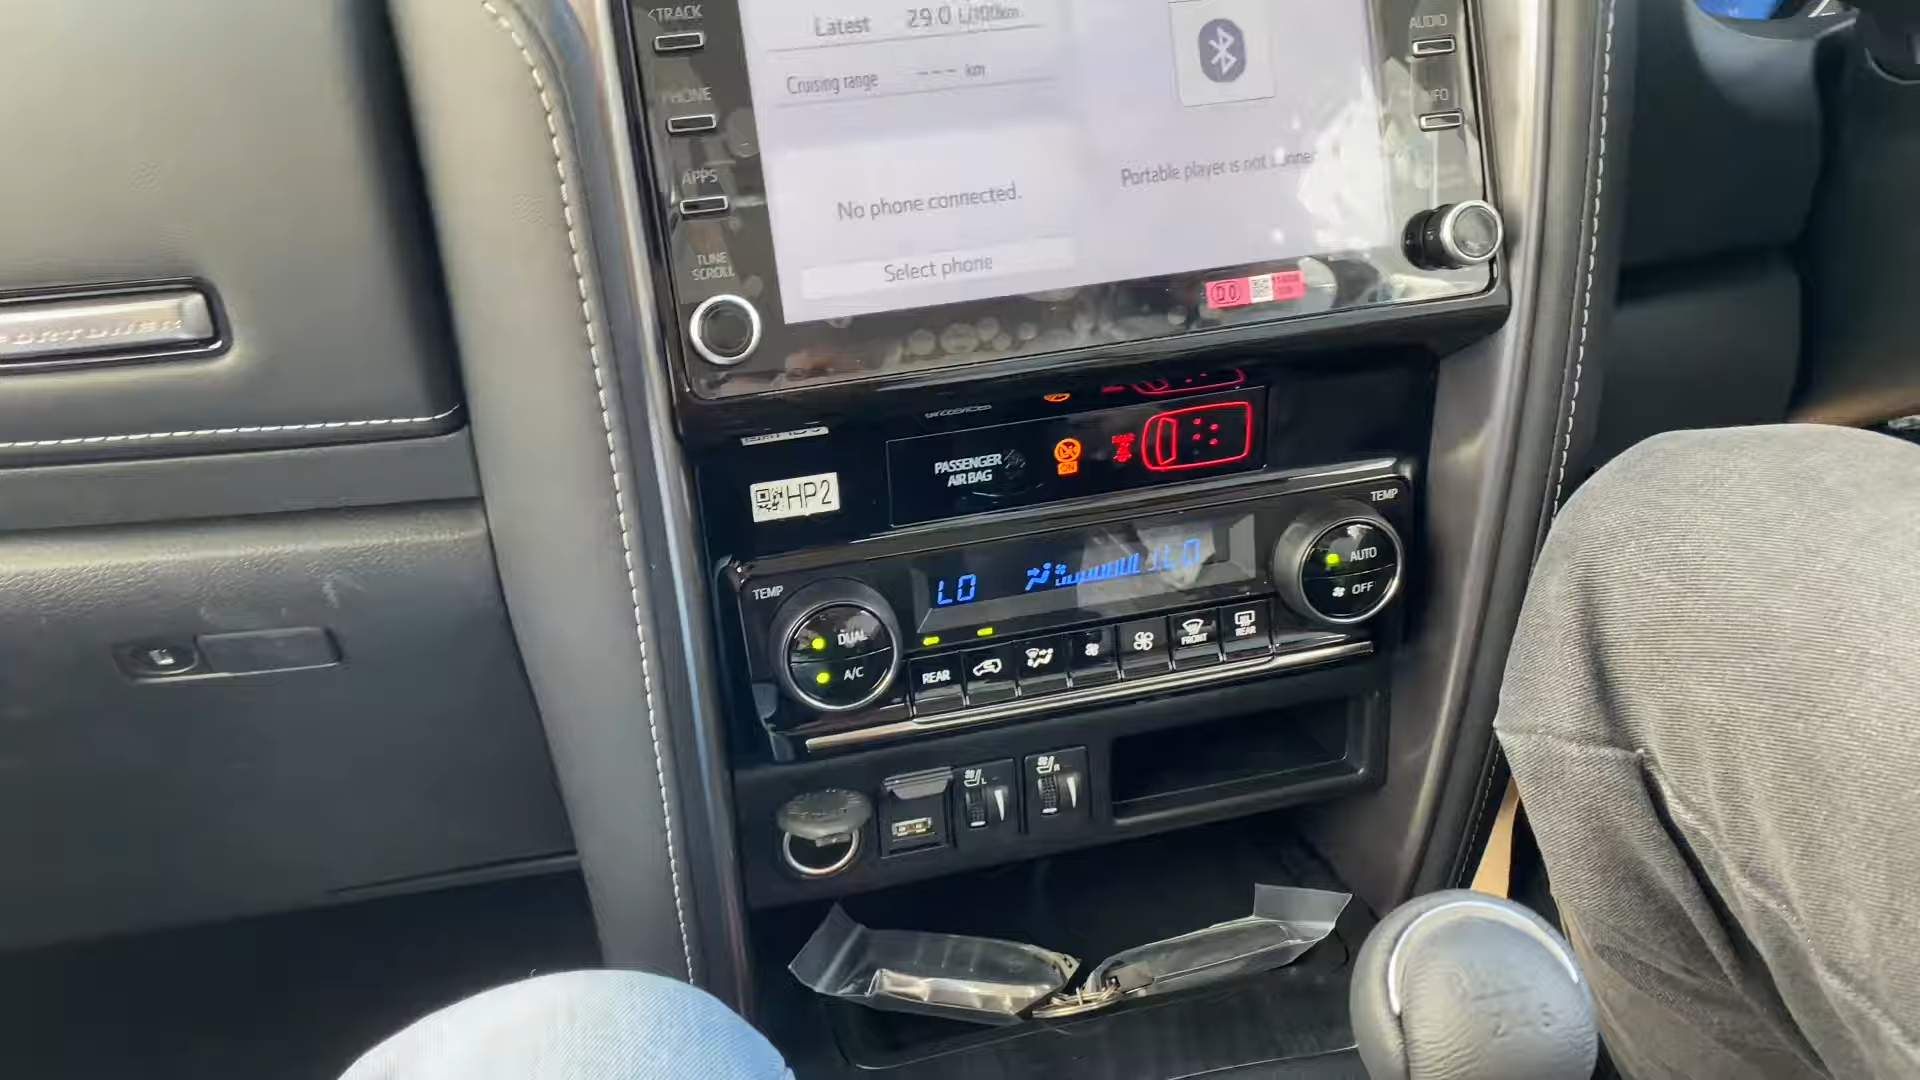 TRACK
PHONE
APPS
TUNE
SCROLL
Latest 29.0 L/100km
Cruising range --- km
No phone connected.
Select phone
Portable player is not
AUDIO
INFO
HP2
PASSENGER
AIR BAG
ON
TEMP
DUAL
A/C
LO
LO
TEMP
AUTO
OFF
REAR
FRONT
REAR
L
R